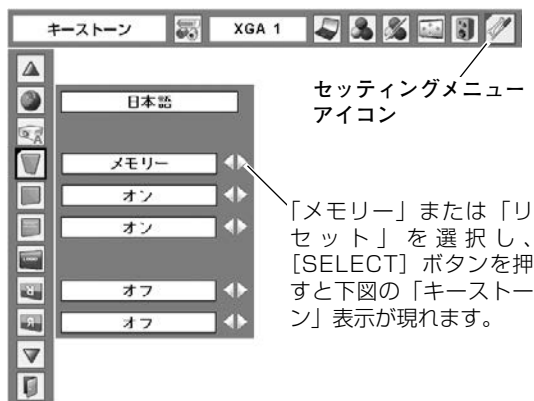 キーストーン
XGA 1
セッティングメニュー
アイコン
日本語
メモリー
オン
オン
オフ
オフ
「メモリー」または「リ
セット」を選択し、
［SELECT］ボタンを押
すと下図の「キーストー
ン」表示が現れます。